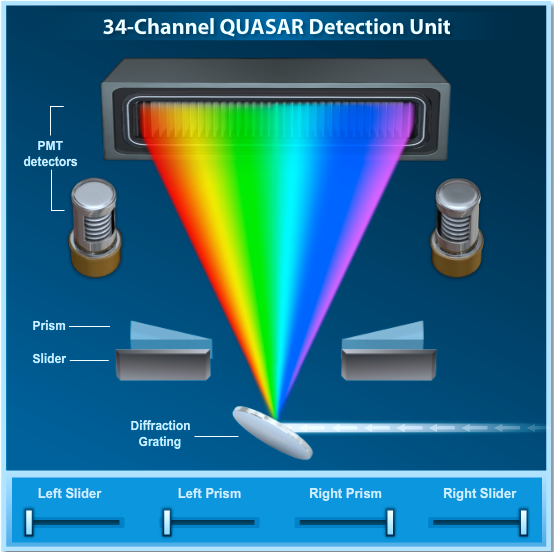 34-Channel QUASAR Detection Unit
PMT
detectors
Prism
Slider
Diffraction
Grating
Left Slider
Left Prism
Right Prism
Right Slider